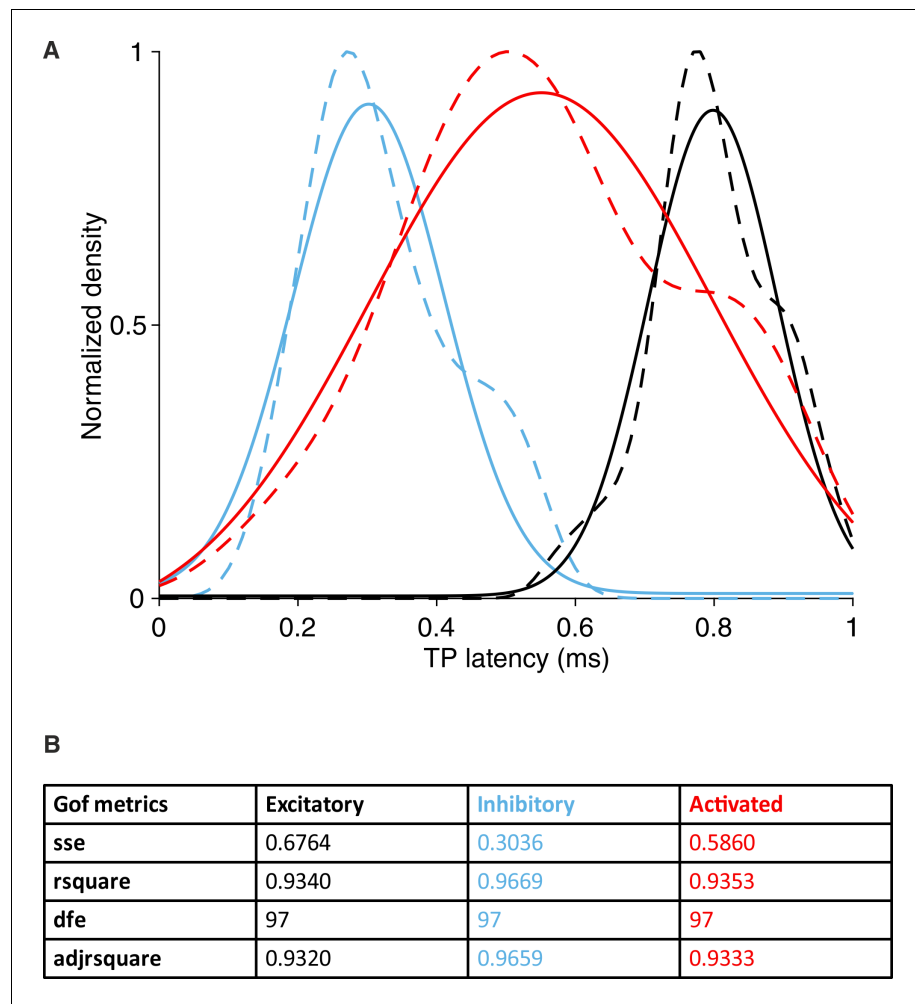 A
1
0.5
0
Normalized density
0 0.2 0.4 0.6 0.8 1
TP latency (ms)
B
Gof metrics Excitatory Inhibitory Activated
sse 0.6764 0.3036 0.5860
rsquare 0.9340 0.9669 0.9353
dfe 97 97 97
adjrsquare 0.9320 0.9659 0.9333